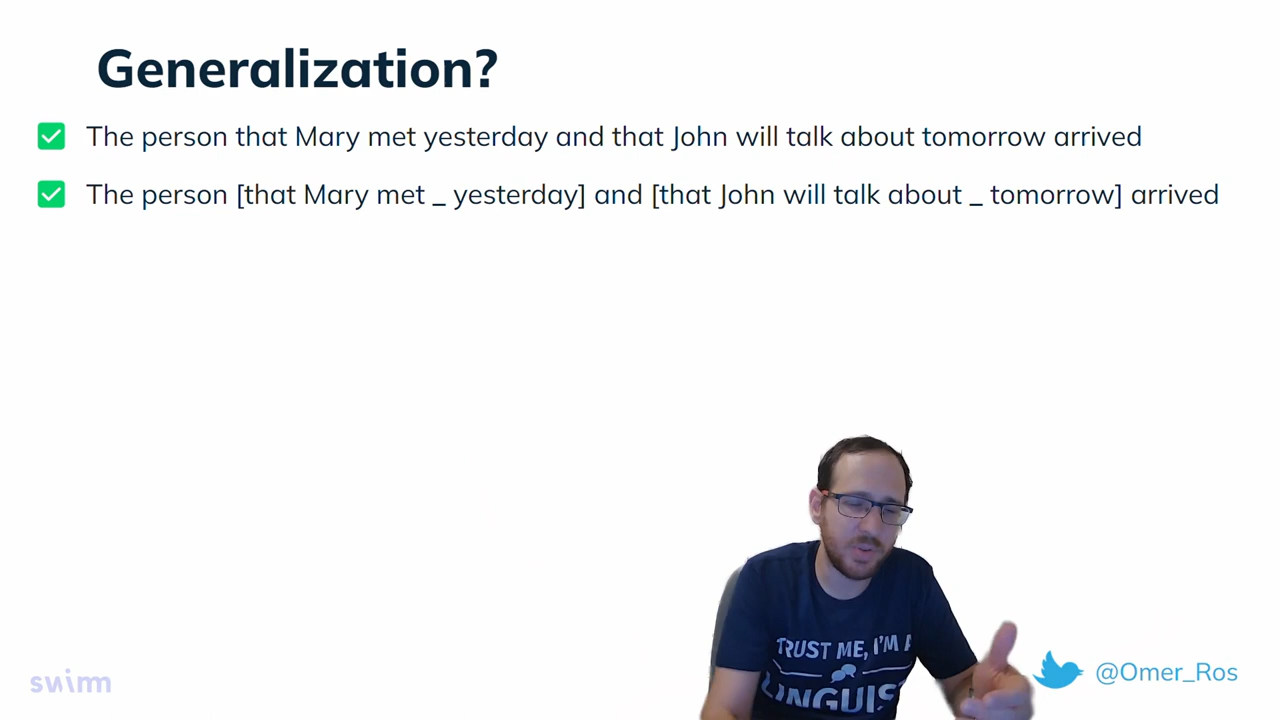 Generalization?
The person that Mary met yesterday and that John will talk about tomorrow arrived
The person [that Mary met _ yesterday] and [that John will talk about _ tomorrow] arrived
TRUST ME, I'M A
LINGUIS
swimm
@Omer_Ros